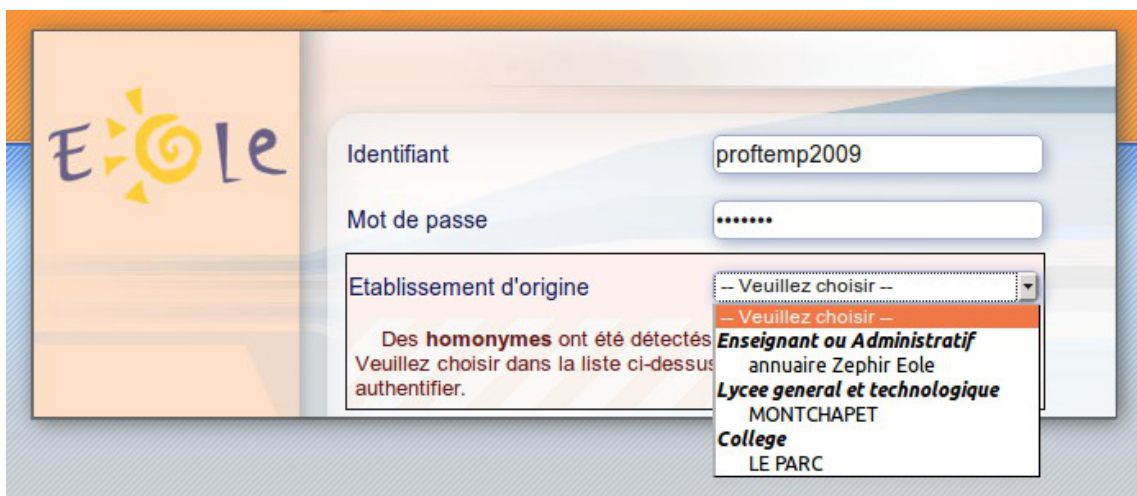 EOLE
Identifiant
proftemp2009
Mot de passe
•••••••
Etablissement d'origine
-- Veuillez choisir --
-- Veuillez choisir --
Des homonymes ont été détectés
Enseignant ou Administratif
Veuillez choisir dans la liste ci-dessus
annuaire Zephir Eole
authentifier.
Lycee general et technologique
MONTCHAPET
College
LE PARC